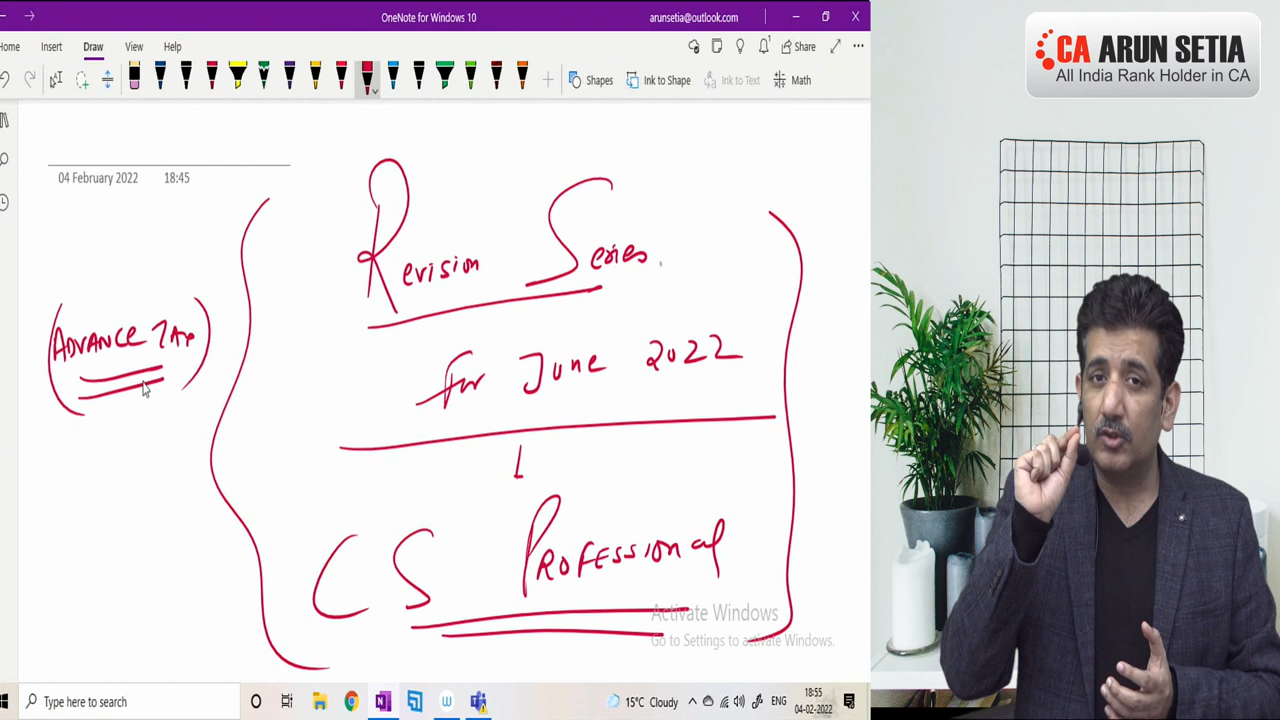 OneNote for Windows 10
arunsetia@outlook.com
Home Insert Draw View Help
Share
Shapes Ink to Shape Ink to Text Math
CA ARUN SETIA
All India Rank Holder in CA
04 February 2022 18:45
Revision Series.
for June 2022
CS PROFESSIONAL
ADVANCE TAX
Activate Windows
Go to Settings to activate Windows.
Type here to search
15°C Cloudy
ENG
18:55
04-02-2022